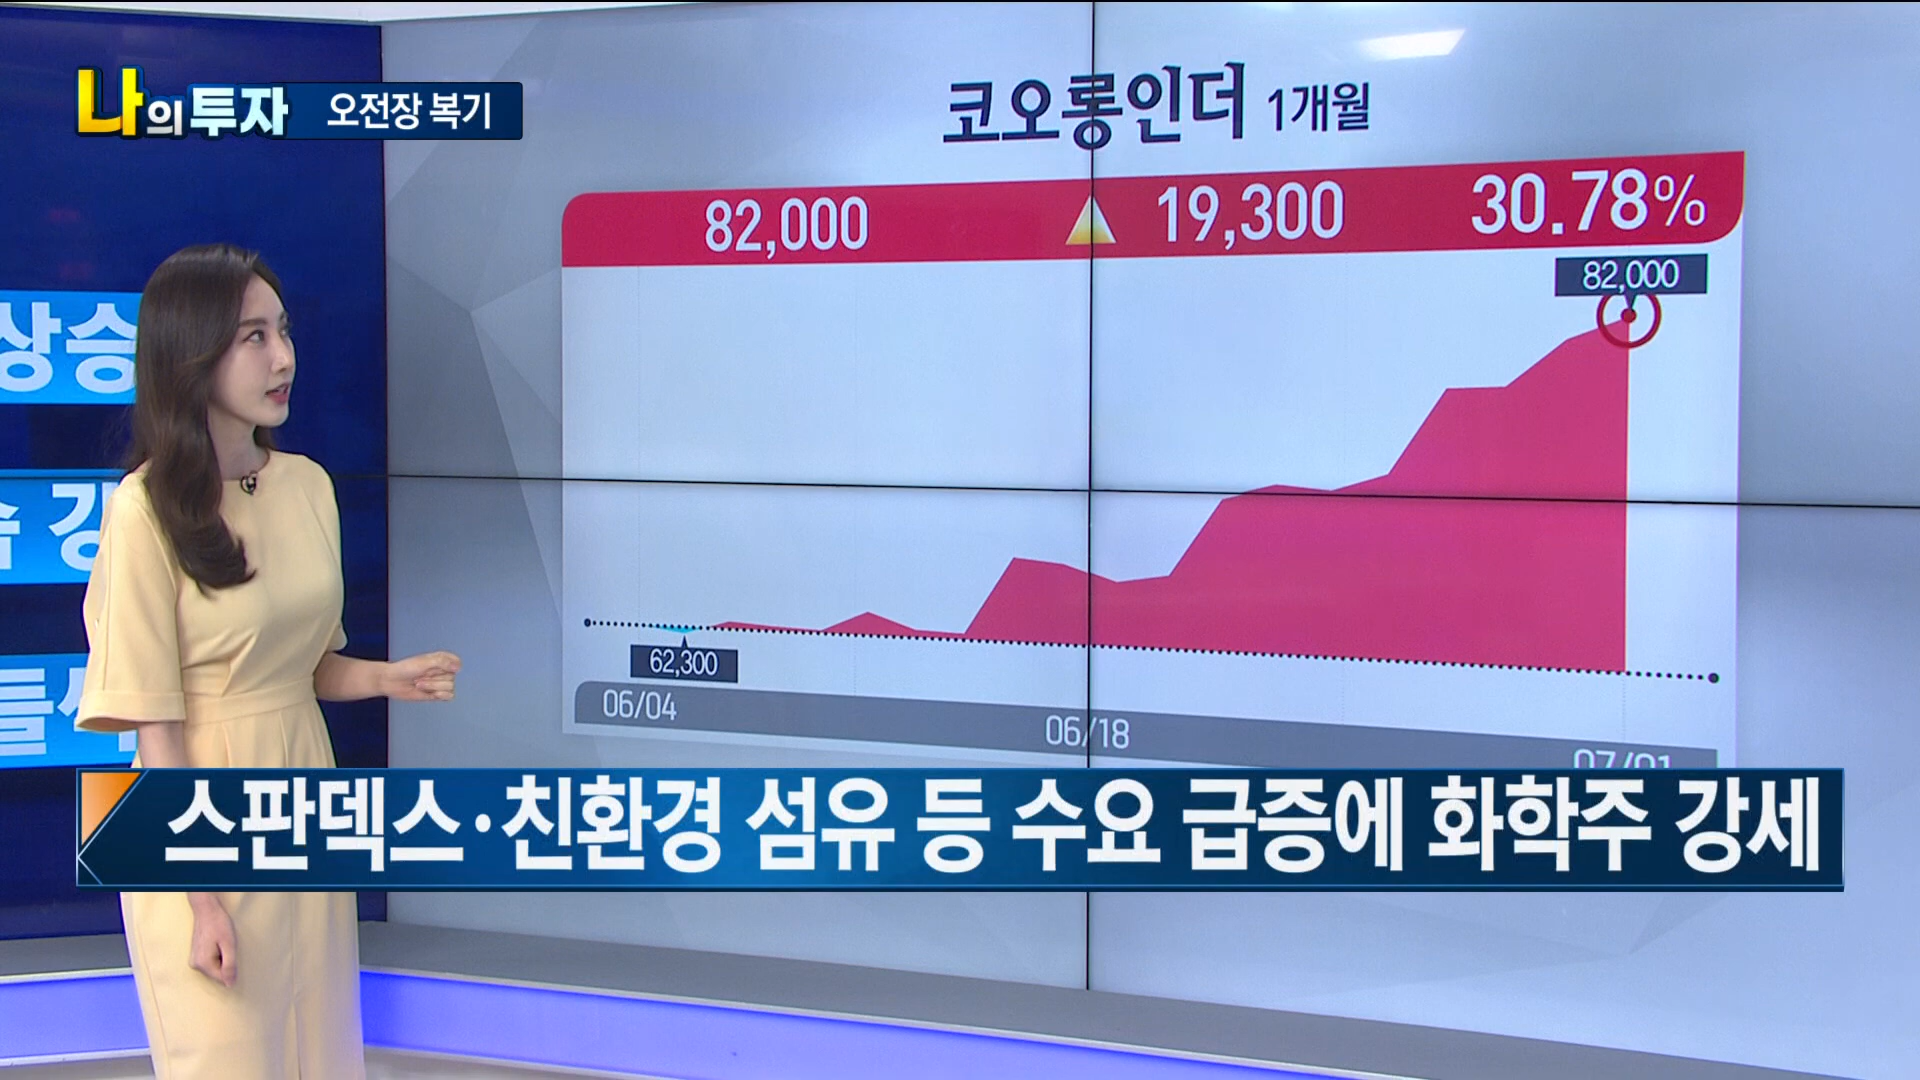 나의 투자 오전장 복기
코오롱인더 1개월
82,000 ▲ 19,300 30.78%
82,000
상승
62,300
06/04 06/18
스판덱스·친환경 섬유 등 수요 급증에 화학주 강세